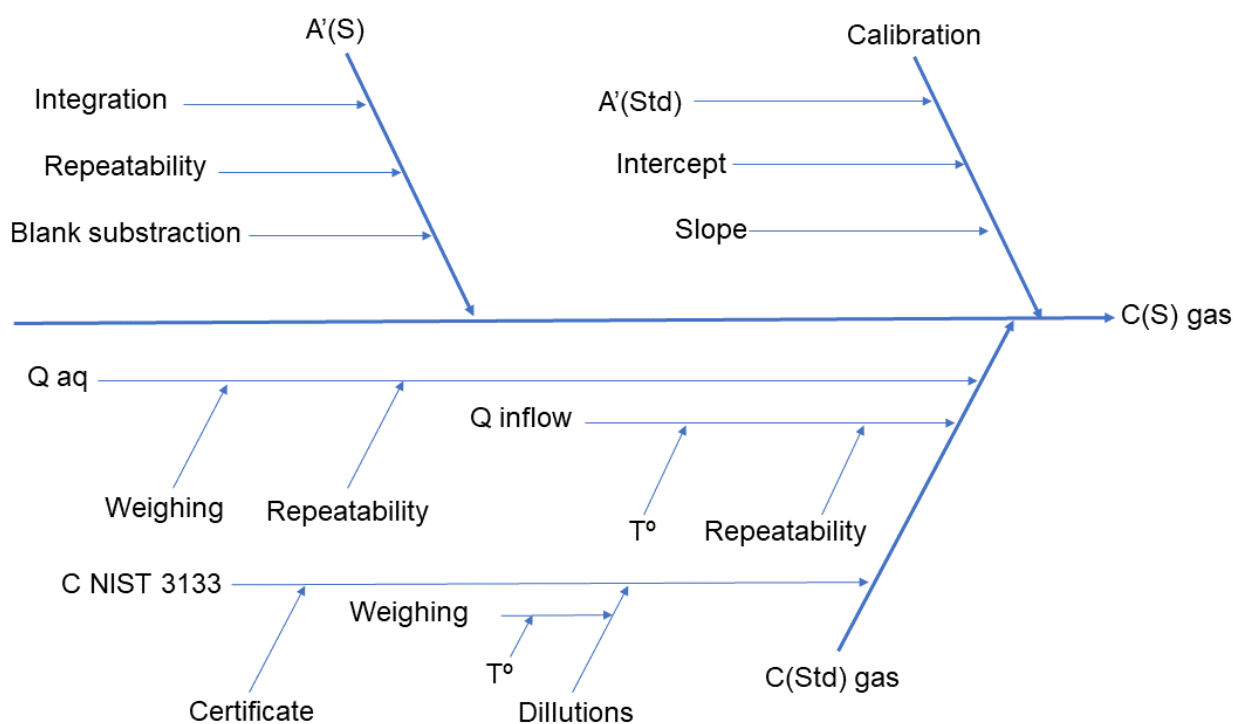 A’(S)
Calibration
Integration
A’(Std)
Repeatability
Intercept
Blank substraction
Slope
C(S) gas
Q aq
Q inflow
Weighing
Repeatability
Tº
Repeatability
C NIST 3133
Weighing
Tº
C(Std) gas
Certificate
Dillutions